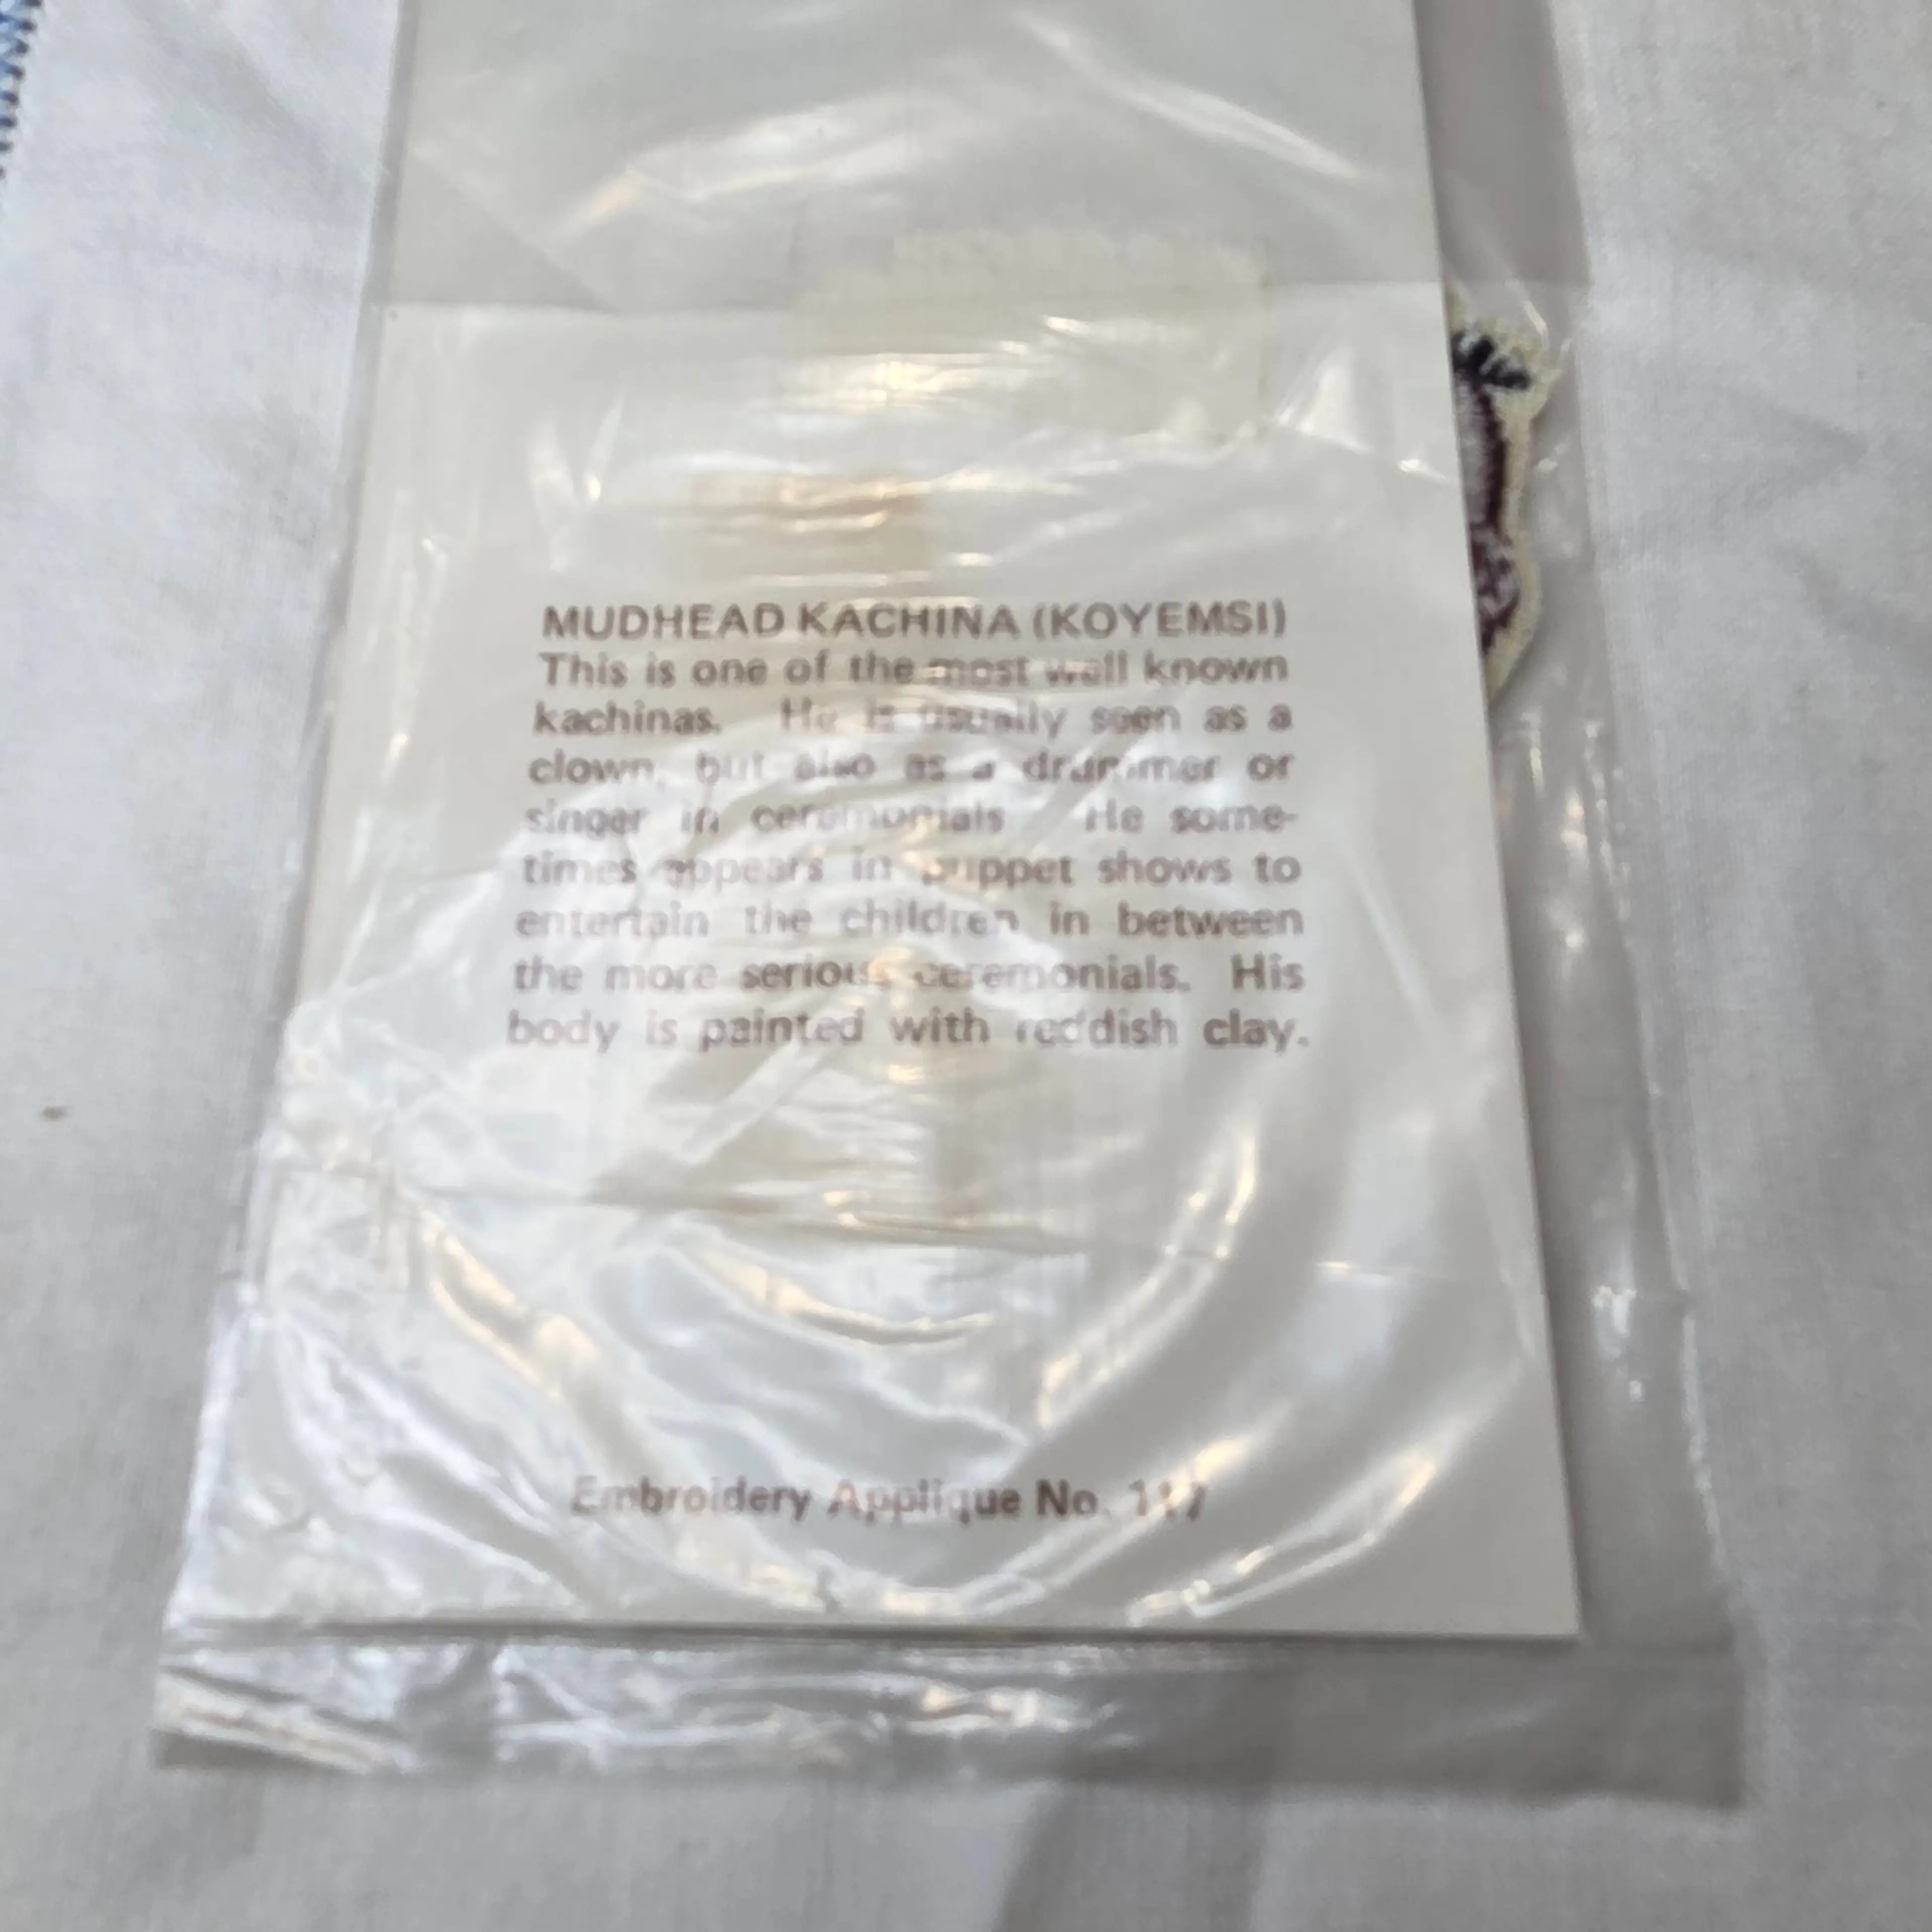 MUDHEAD KACHINA (KOYEMSI)
This is one of the most well known
kachinas. He is usually seen as a
clown, but also as a drummer or
singer in ceremonials He some-
times appears in puppet shows to
entertain the children in between
the more serious ceremonials. His
body is painted with reddish clay.
Embroidery Applique No. 117